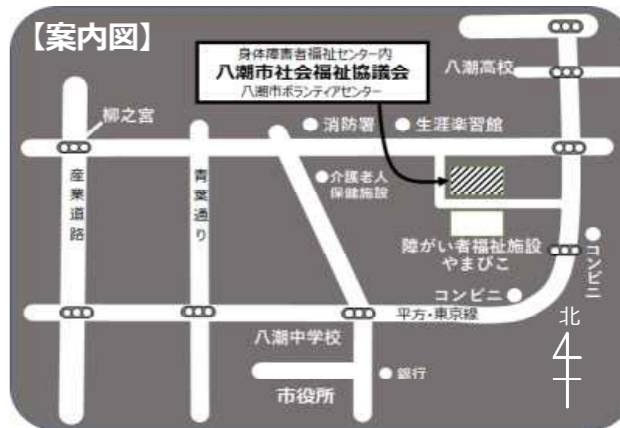 【案内図】
身体障害者福祉センター内
八潮市社会福祉協議会
八潮市ボランティアセンター
八潮高校
柳之宮
消防署
生涯楽習館
介護老人
保健施設
産業道路
青葉通り
障がい者福祉施設
やまびこ
コンビニ
コンビニ
平方・東京線
北
八潮中学校
銀行
市役所